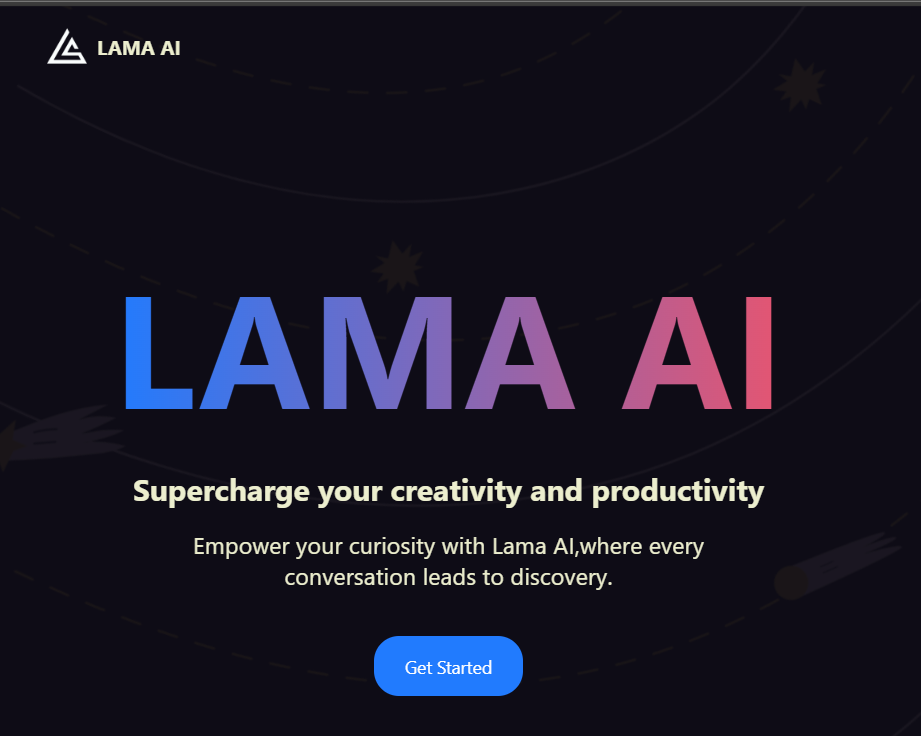 LAMA AI
LAMA AI
Supercharge your creativity and productivity
Empower your curiosity with Lama AI,where every
conversation leads to discovery.
Get Started